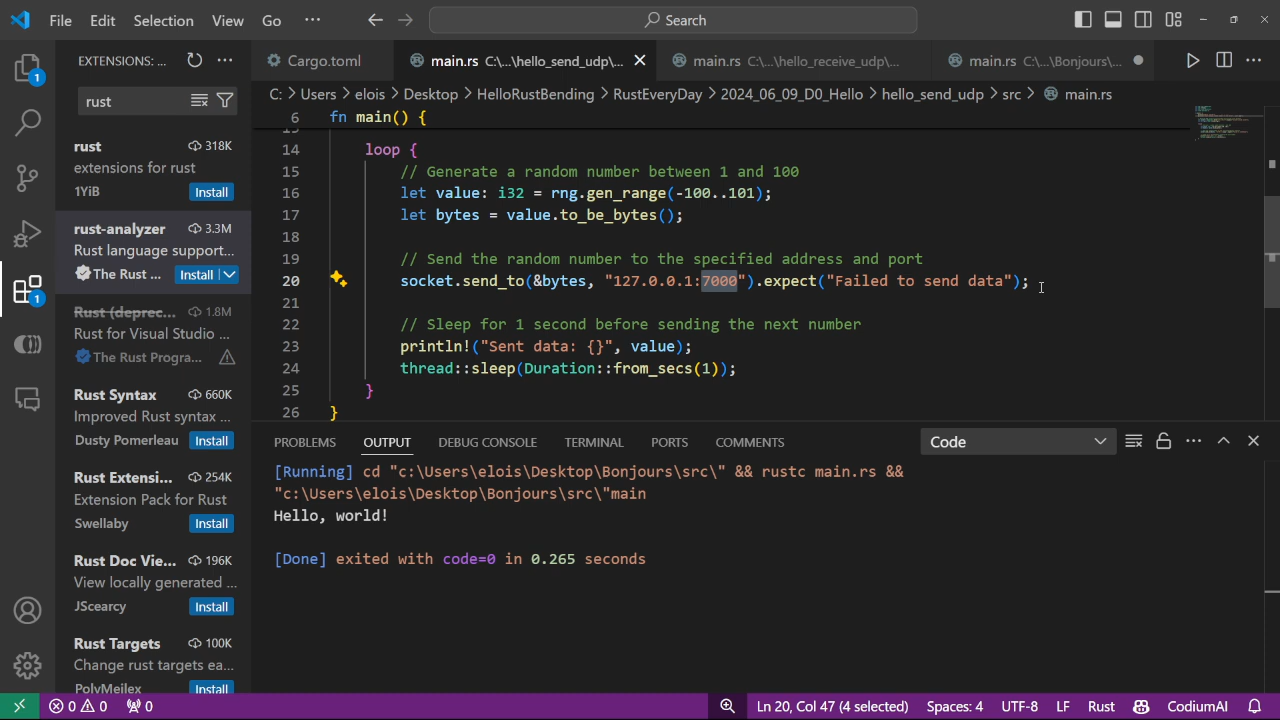 File Edit Selection View Go ··· Search
EXTENSIONS: ... Cargo.toml main.rs C:\...\hello_send_udp\... main.rs C:\...\hello_receive_udp\... main.rs C:\...\Bonjours\...
rust
C: > Users > elois > Desktop > HelloRustBending > RustEveryDay > 2024_06_09_D0_Hello > hello_send_udp > src > main.rs
rust 318K
extensions for rust
1YiB Install
rust-analyzer 3.3M
Rust language support...
The Rust ... Install
Rust (deprec... 1.8M
Rust for Visual Studio ...
The Rust Progra...
Rust Syntax 660K
Improved Rust syntax ...
Dusty Pomerleau Install
Rust Extensi... 254K
Extension Pack for Rust
Swellaby Install
Rust Doc Vie... 196K
View locally generated ...
JScearcy Install
Rust Targets 100K
Change rust targets ea...
PolyMeilex Install
6 fn main() {
15
14 loop {
15 // Generate a random number between 1 and 100
16 let value: i32 = rng.gen_range(-100..101);
17 let bytes = value.to_be_bytes();
18
19 // Send the random number to the specified address and port
20 socket.send_to(&bytes, "127.0.0.1:7000").expect("Failed to send data");
21
22 // Sleep for 1 second before sending the next number
23 println!("Sent data: {}", value);
24 thread::sleep(Duration::from_secs(1));
25 }
26 }
PROBLEMS OUTPUT DEBUG CONSOLE TERMINAL PORTS COMMENTS Code
[Running] cd "c:\Users\elois\Desktop\Bonjours\src\" && rustc main.rs &&
"c:\Users\elois\Desktop\Bonjours\src\"main
Hello, world!
[Done] exited with code=0 in 0.265 seconds
1
1
0 0 0 Ln 20, Col 47 (4 selected) Spaces: 4 UTF-8 LF Rust CodiumAI